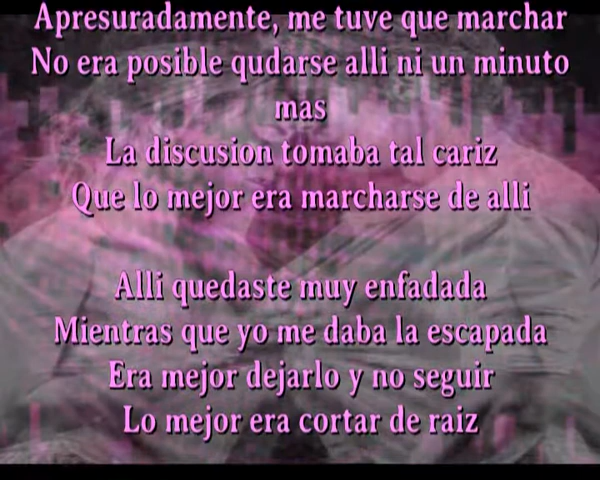 Apresuradamente, me tuve que marchar
No era posible qudarse alli ni un minuto
mas
La discusion tomaba tal cariz
Que lo mejor era marcharse de alli
Alli quedaste muy enfadada
Mientras que yo me daba la escapada
Era mejor dejarlo y no seguir
Lo mejor era cortar de raiz